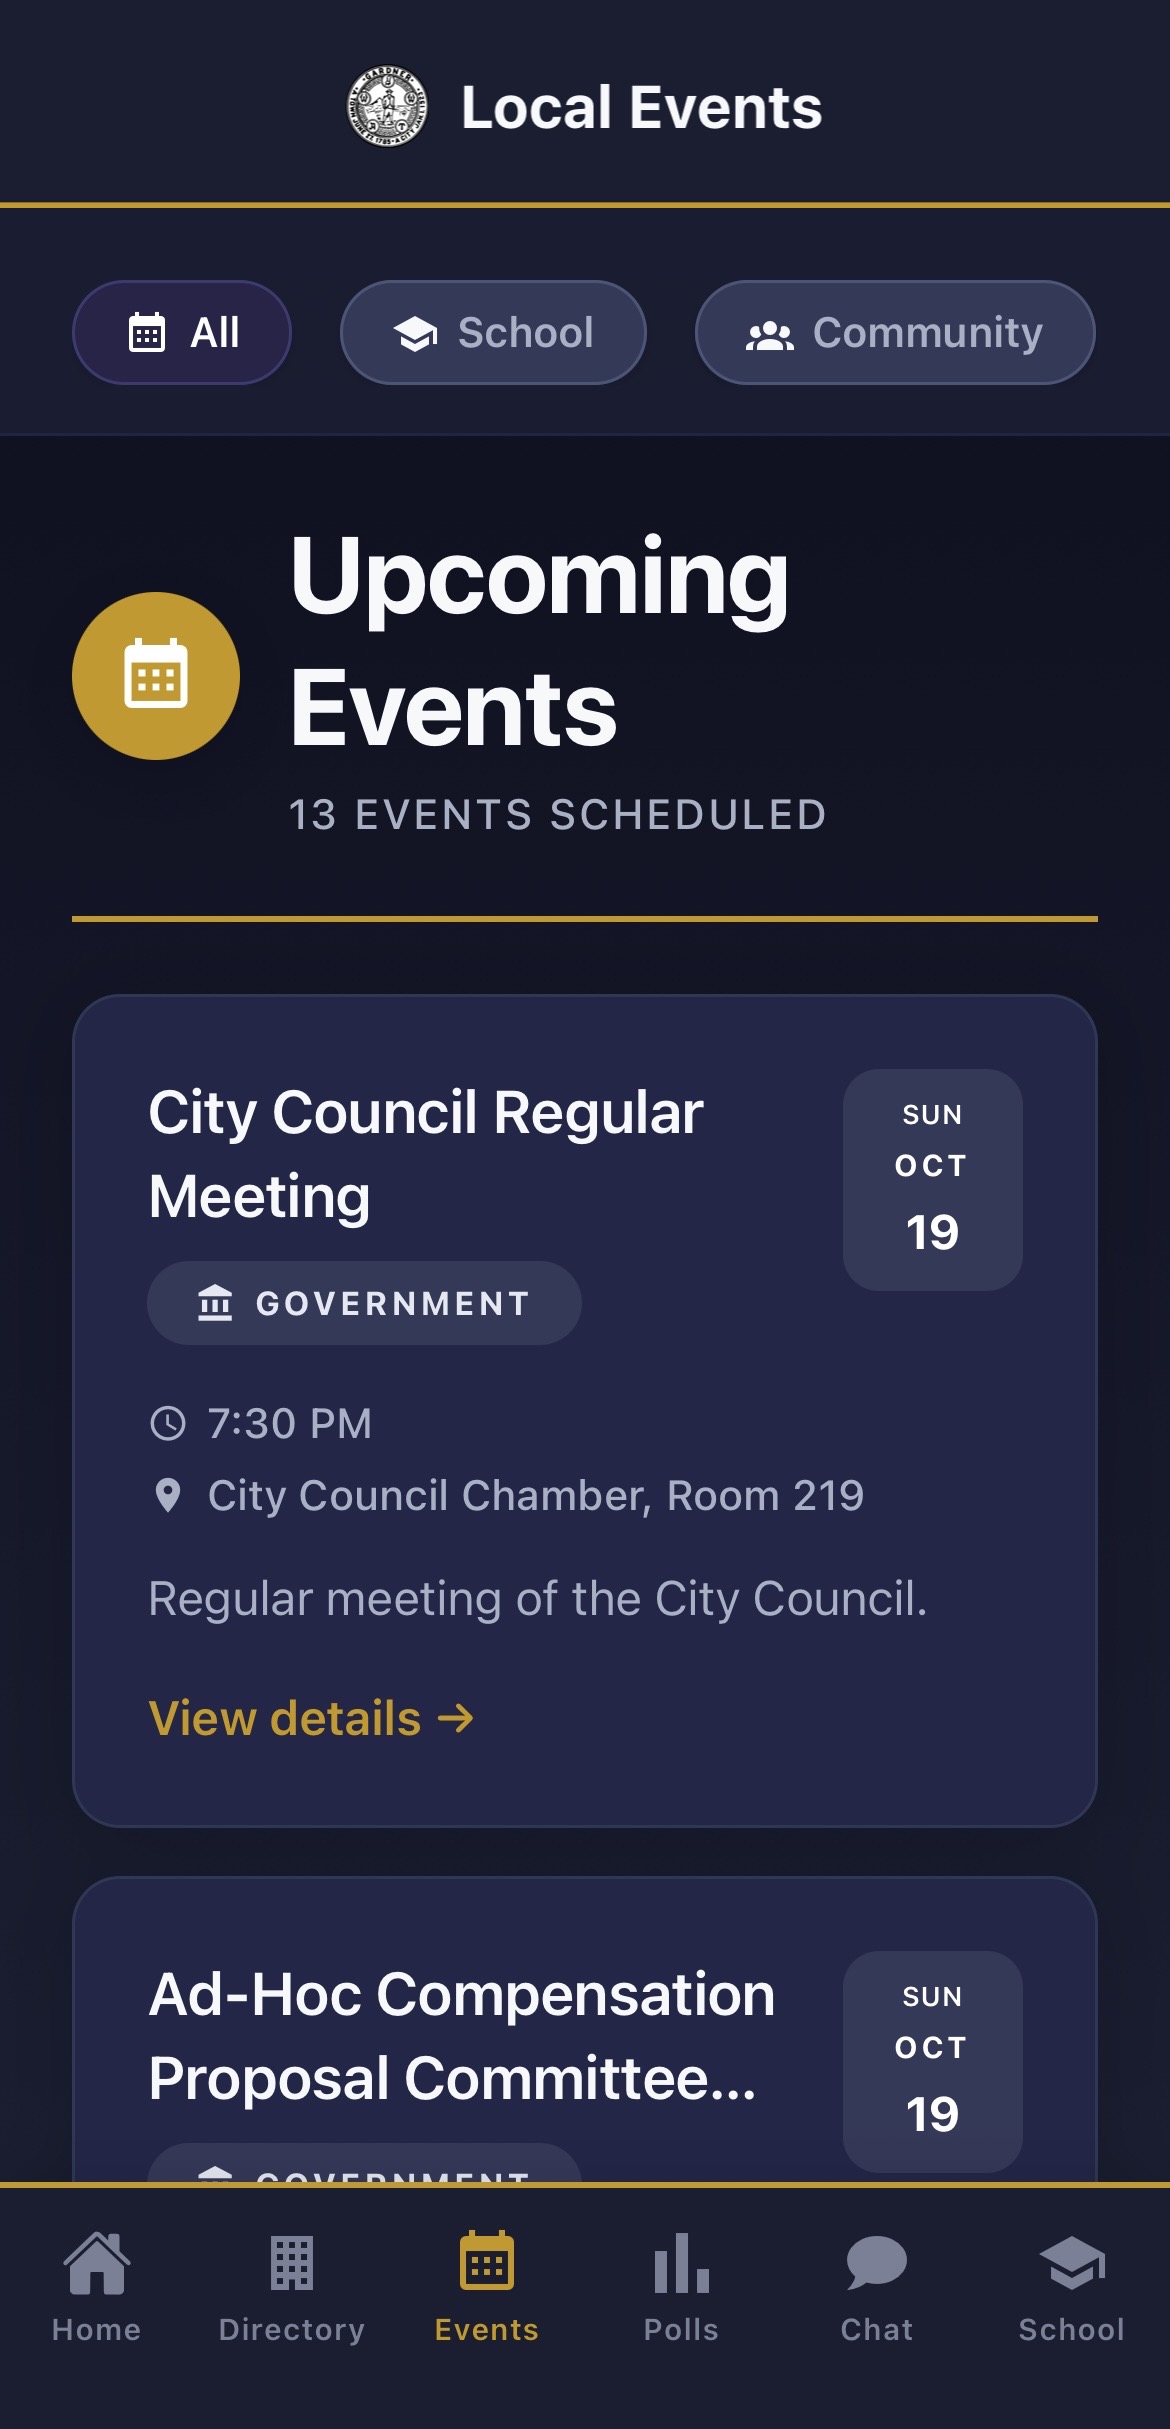 GARDNER
Local Events
All
School
Community
Upcoming
Events
13 EVENTS SCHEDULED
City Council Regular
Meeting
SUN
OCT
19
GOVERNMENT
7:30 PM
City Council Chamber, Room 219
Regular meeting of the City Council.
View details →
Ad-Hoc Compensation
Proposal Committee...
SUN
OCT
19
GOVERNMENT
Home
Directory
Events
Polls
Chat
School